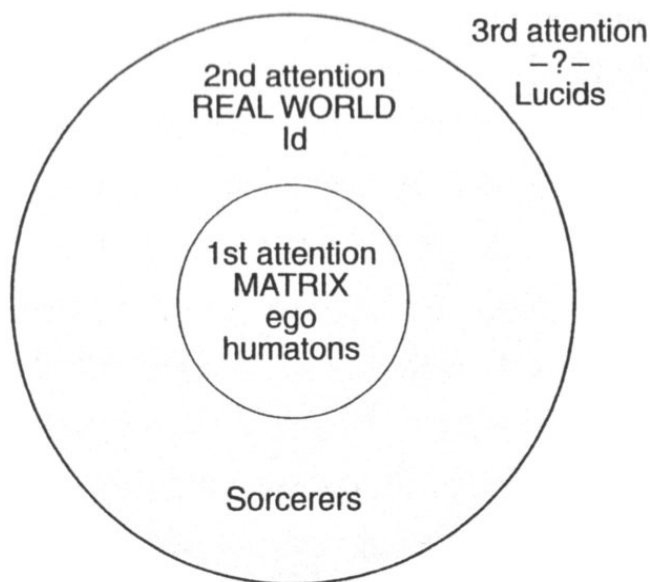 3rd attention
–?–
Lucids
2nd attention
REAL WORLD
Id
1st attention
MATRIX
ego
humatons
Sorcerers